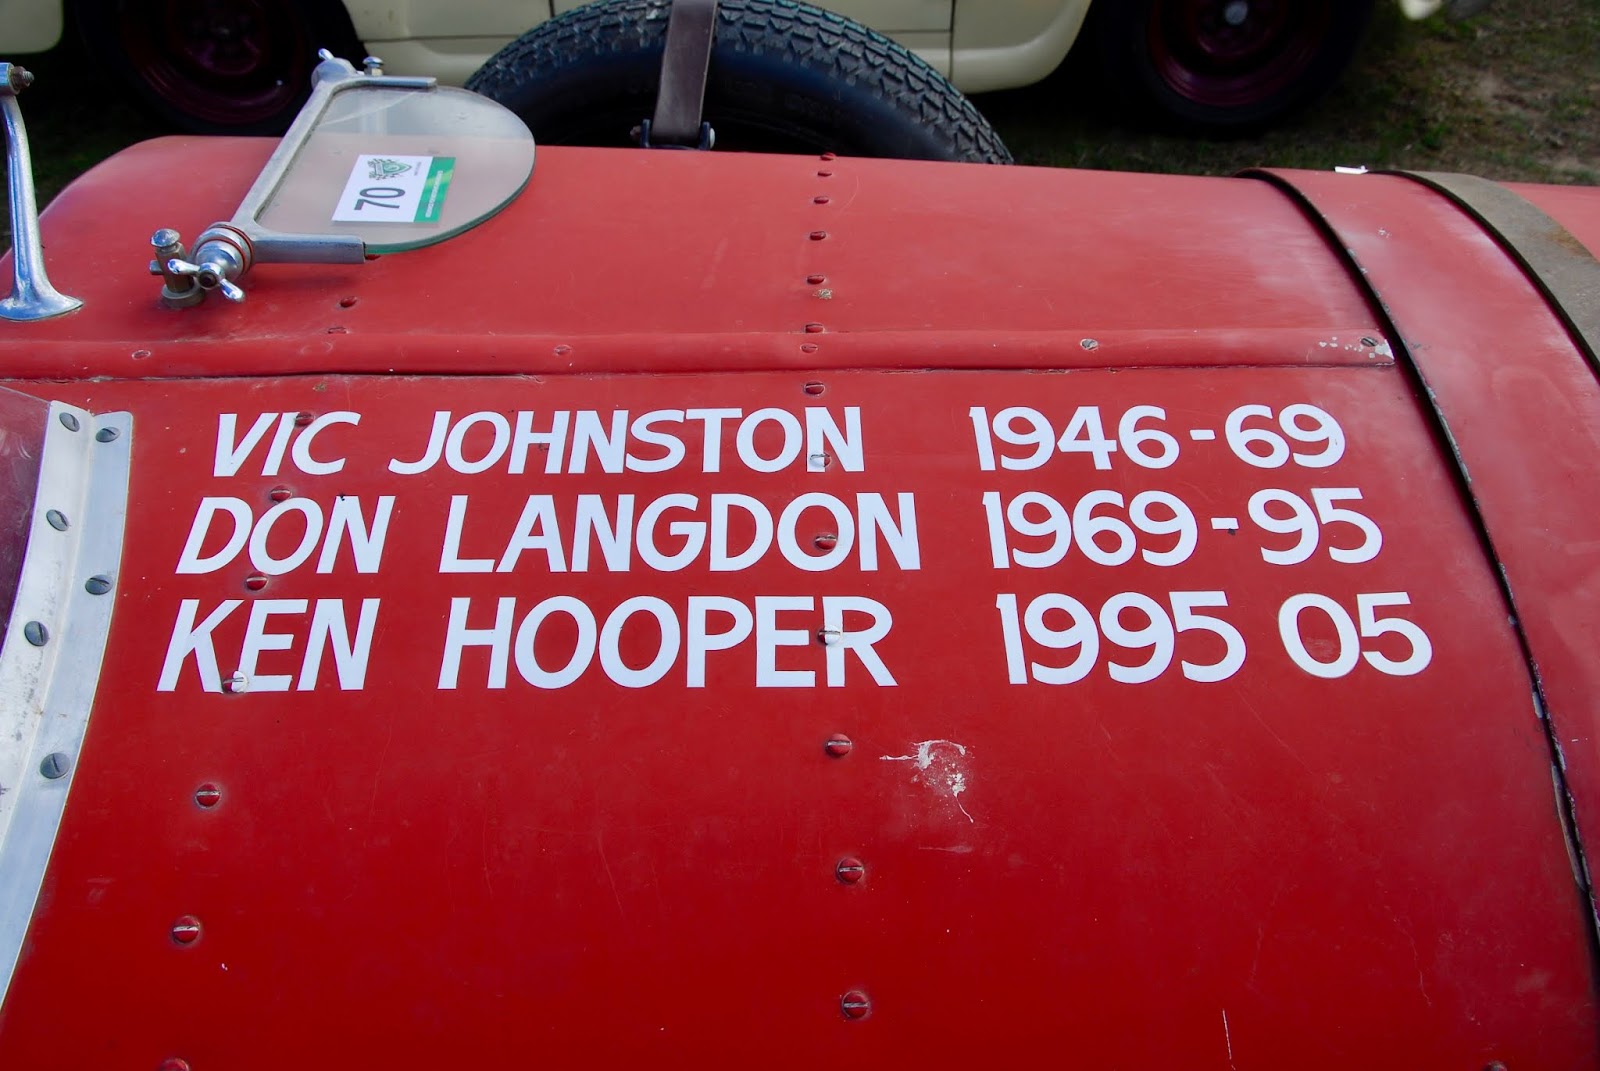 70
VIC JOHNSTON 1946-69
DON LANGDON 1969-95
KEN HOOPER 1995 05